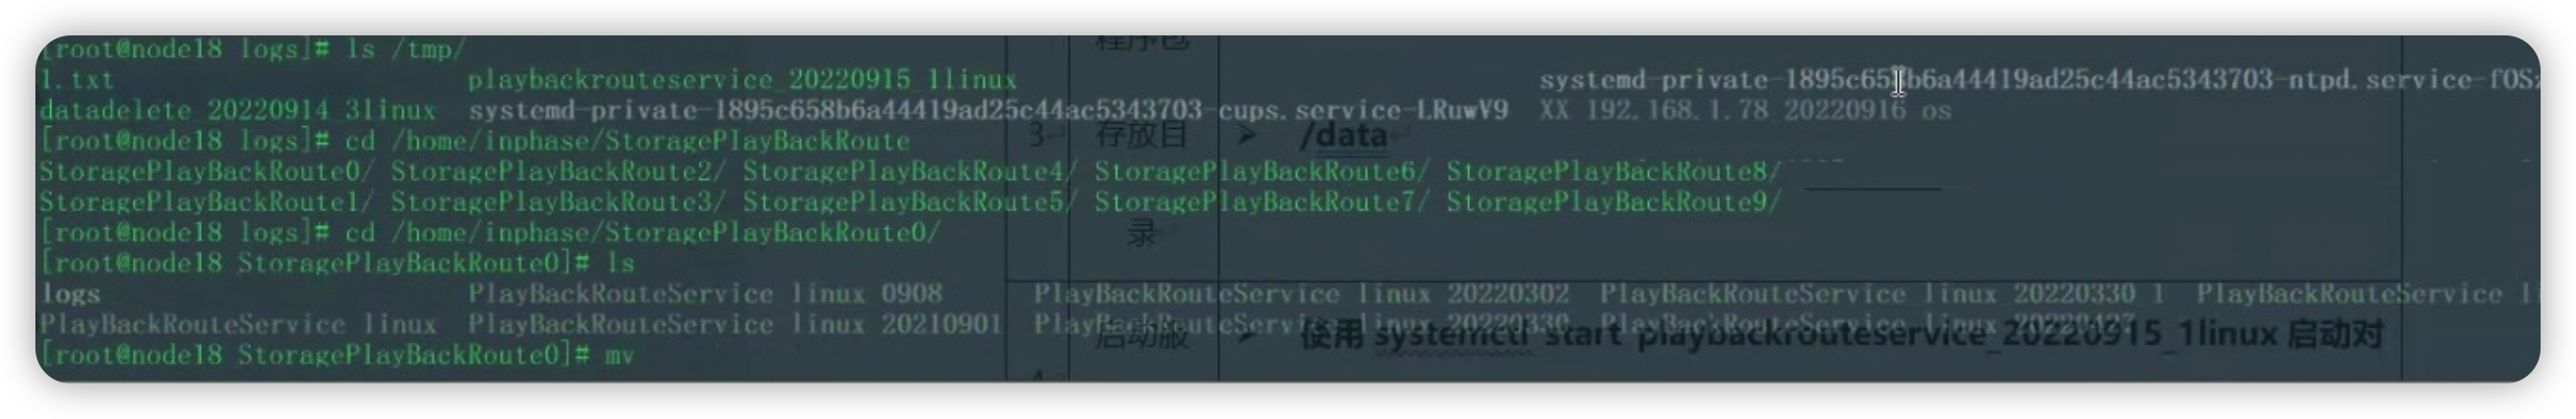 [root@node18 logs]# ls /tmp/
1.txt playbackrouteservice_20220915_1linux systemd-private-1895c658b6a44419ad25c44ac5343703-ntpd.service-fOSz
datadelete_20220914_3linux systemd-private-1895c658b6a44419ad25c44ac5343703-cups.service-LRuwV9 XX_192.168.1.78_20220916_os
[root@node18 logs]# cd /home/inphase/StoragePlayBackRoute
StoragePlayBackRoute0/ StoragePlayBackRoute2/ StoragePlayBackRoute4/ StoragePlayBackRoute6/ StoragePlayBackRoute8/
StoragePlayBackRoute1/ StoragePlayBackRoute3/ StoragePlayBackRoute5/ StoragePlayBackRoute7/ StoragePlayBackRoute9/
[root@node18 logs]# cd /home/inphase/StoragePlayBackRoute0/
[root@node18 StoragePlayBackRoute0]# ls
logs PlayBackRouteService_linux_0908 PlayBackRouteService_linux_20220302 PlayBackRouteService_linux_20220330_1 PlayBackRouteService_li
PlayBackRouteService_linux PlayBackRouteService_linux_20210901 PlayBackRouteService_linux_20220330 PlayBackRouteService_linux_20220427
[root@node18 StoragePlayBackRoute0]# mv
程序包
3 存放目录 ➢ /data
启动服 ➢ 使用 systemctl start playbackrouteservice_20220915_1linux 启动对